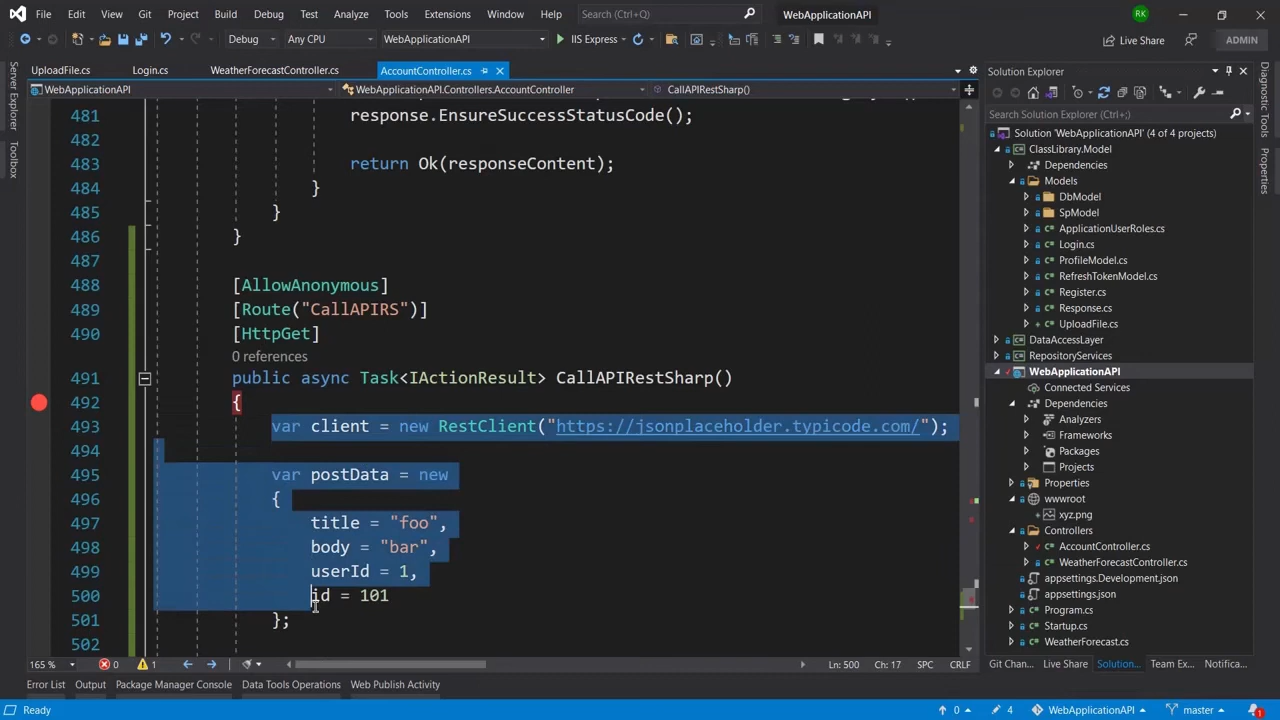 File Edit View Git Project Build Debug Test Analyze Tools Extensions Window Help Search (Ctrl+Q) WebApplicationAPI RK
Debug Any CPU WebApplicationAPI IIS Express Live Share ADMIN
UploadFile.cs Login.cs WeatherForecastController.cs AccountController.cs
WebApplicationAPI WebApplicationAPI.Controllers.AccountController CallAPIRestSharp()
Server Explorer
Toolbox
481 response.EnsureSuccessStatusCode();
482
483 return Ok(responseContent);
484 }
485 }
486 }
487
488 [AllowAnonymous]
489 [Route("CallAPIRS")]
490 [HttpGet]
0 references
491 public async Task<IActionResult> CallAPIRestSharp()
492 {
493 var client = new RestClient("https://jsonplaceholder.typicode.com/");
494
495 var postData = new
496 {
497 title = "foo",
498 body = "bar",
499 userId = 1,
500 id = 101
501 };
502
165 % 0 1 Ln: 500 Ch: 17 SPC CRLF
Error List Output Package Manager Console Data Tools Operations Web Publish Activity
Solution Explorer
Search Solution Explorer (Ctrl+;)
Solution 'WebApplicationAPI' (4 of 4 projects)
ClassLibrary.Model
Dependencies
Models
DbModel
SpModel
ApplicationUserRoles.cs
Login.cs
ProfileModel.cs
RefreshTokenModel.cs
Register.cs
Response.cs
UploadFile.cs
DataAccessLayer
RepositoryServices
WebApplicationAPI
Connected Services
Dependencies
Analyzers
Frameworks
Packages
Projects
Properties
wwwroot
xyz.png
Controllers
AccountController.cs
WeatherForecastController.cs
appsettings.Development.json
appsettings.json
Program.cs
Startup.cs
WeatherForecast.cs
Git Chan... Live Share Solution... Team Ex... Notifica...
Diagnostic Tools
Properties
Ready 0 4 WebApplicationAPI master 1